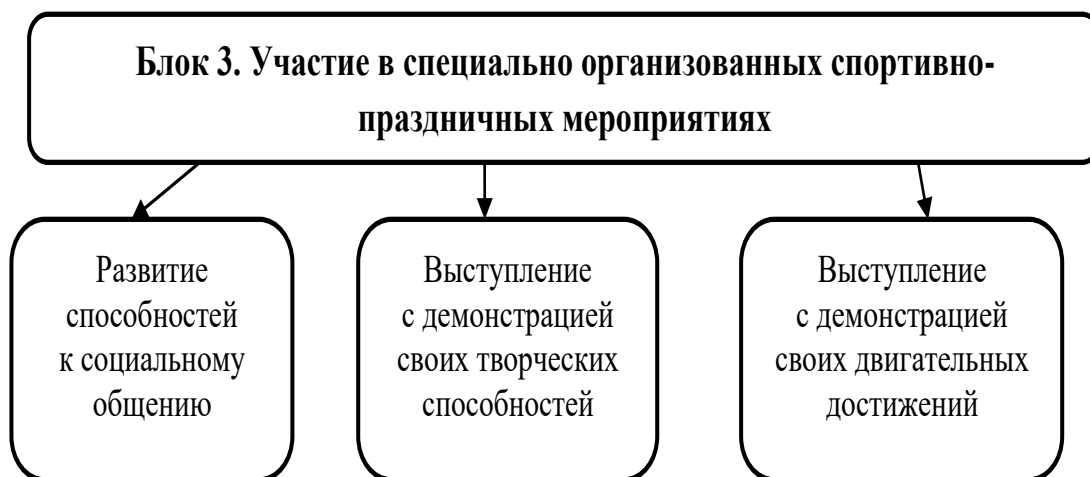 Блок 3. Участие в специально организованных спортивно-
праздничных мероприятиях
Развитие
способностей
к социальному
общению
Выступление
с демонстрацией
своих творческих
способностей
Выступление
с демонстрацией
своих двигательных
достижений